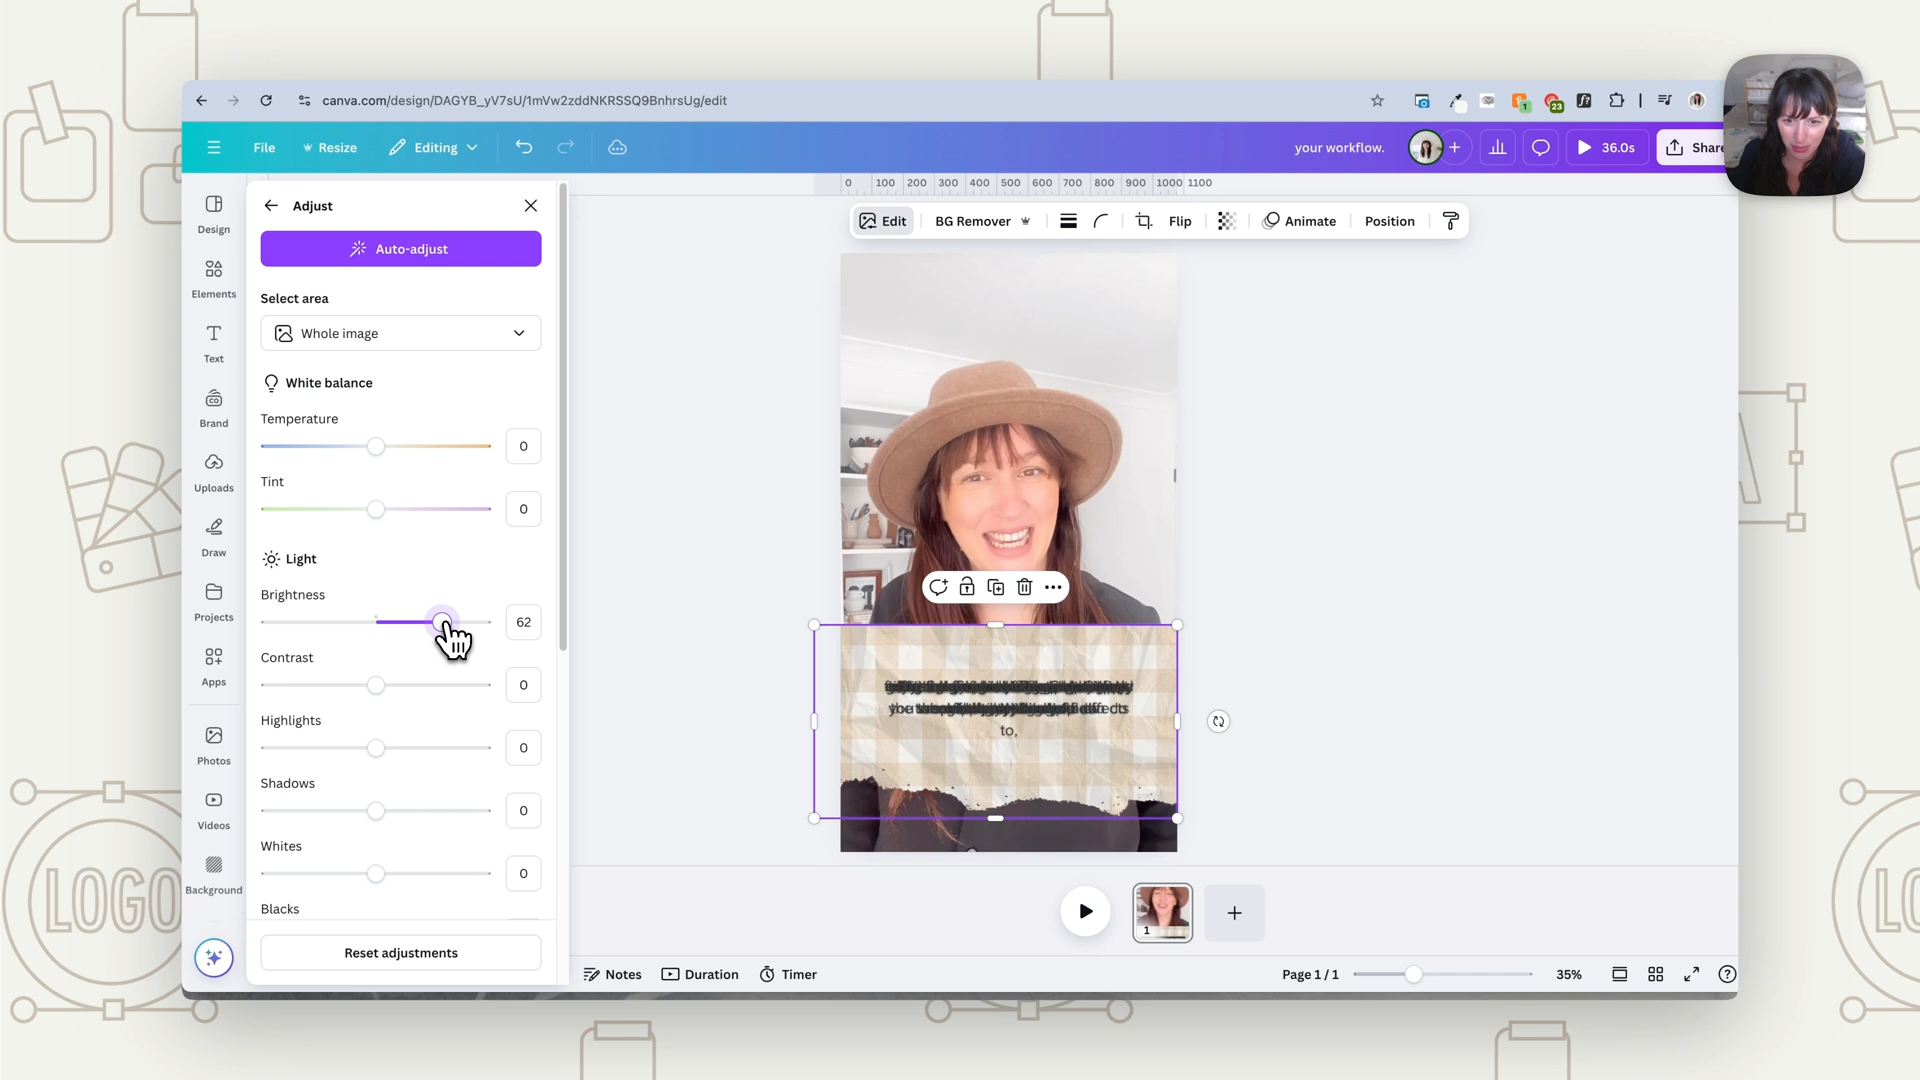 canva.com/design/DAGYB_yV7sU/1mVw2zddNKRSSQ9BnhrsUg/edit
1
23
f?
File
Resize
Editing
your workflow.
36.0s
Share
0 100 200 300 400 500 600 700 800 900 1000 1100
Design
Elements
Text
Brand
Uploads
Draw
Projects
Apps
Photos
Videos
Background
Adjust
Auto-adjust
Select area
Whole image
White balance
Temperature
0
Tint
0
Light
Brightness
62
Contrast
0
Highlights
0
Shadows
0
Whites
0
Blacks
Reset adjustments
Edit
BG Remover
Flip
Animate
Position
you
to,
1
Notes
Duration
Timer
Page 1 / 1
35%
LOGO